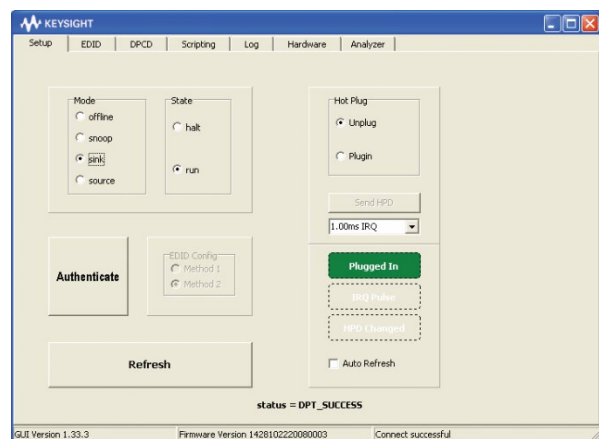 KEYSIGHT
Setup EDID DPCD Scripting Log Hardware Analyzer
Mode
offline
snoop
sink
source
State
halt
run
Hot Plug
Unplug
Plugin
Send HPD
1.00ms IRQ
Authenticate
EDID Config
Method 1
Method 2
Plugged In
IRQ Pulse
HPD Changed
Refresh
Auto Refresh
status = DPT_SUCCESS
GUI Version 1.33.3 Firmware Version 1428102220080003 Connect successful